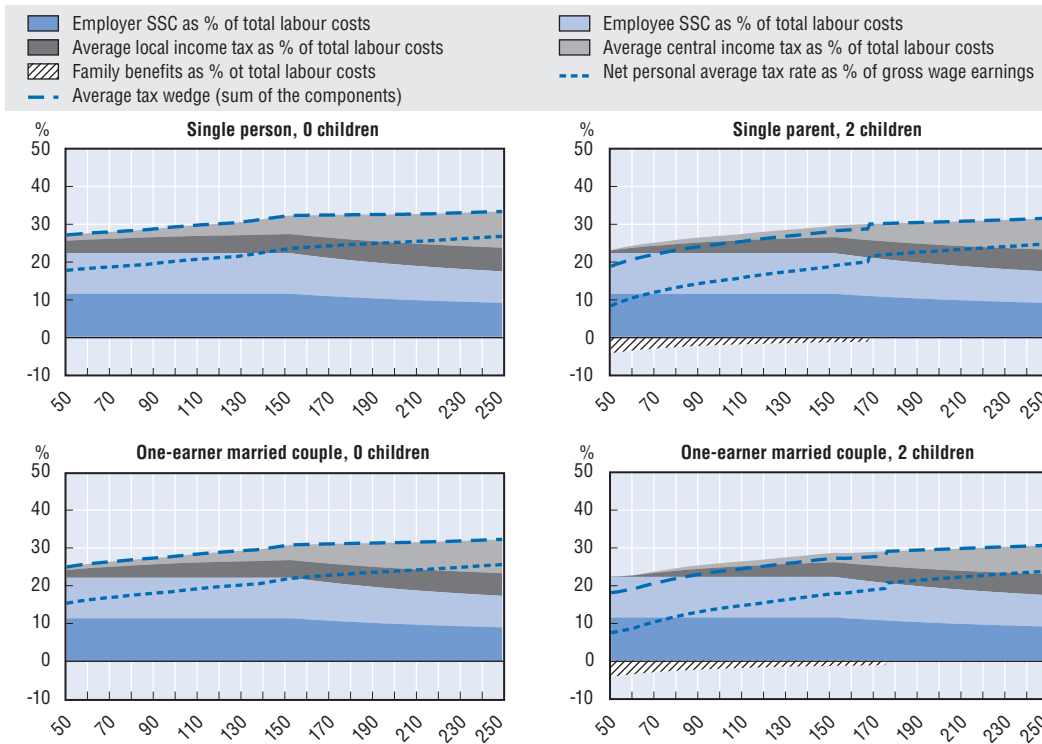 Employer SSC as % of total labour costs
Employee SSC as % of total labour costs
Average local income tax as % of total labour costs
Average central income tax as % of total labour costs
Family benefits as % ot total labour costs
Net personal average tax rate as % of gross wage earnings
Average tax wedge (sum of the components)
% Single person, 0 children
50
40
30
20
10
0
-10
50 70 90 110 130 150 170 190 210 230 250
% Single parent, 2 children
50
40
30
20
10
0
-10
50 70 90 110 130 150 170 190 210 230 250
% One-earner married couple, 0 children
50
40
30
20
10
0
-10
50 70 90 110 130 150 170 190 210 230 250
% One-earner married couple, 2 children
50
40
30
20
10
0
-10
50 70 90 110 130 150 170 190 210 230 250